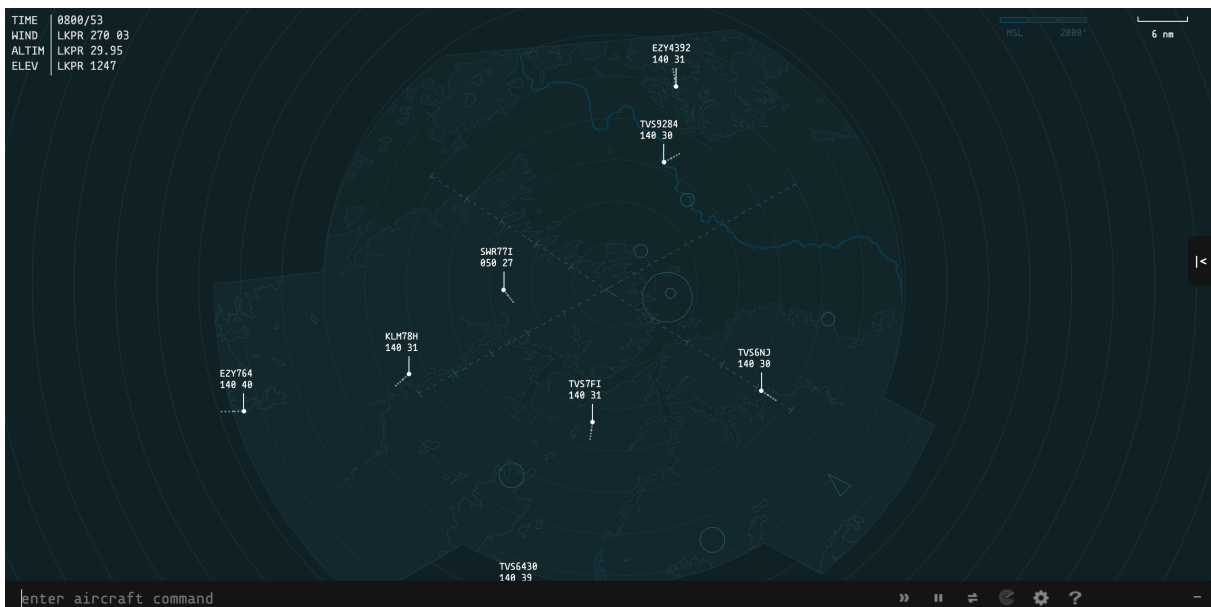 TIME 0800/53
WIND LKPR 270 03
ALTIM LKPR 29.95
ELEV LKPR 1247
MSL 2000'
6 nm
EZY4392
140 31
TVS9284
140 30
SWR77I
050 27
KLM78H
140 31
EZY764
140 40
TVS7FI
140 31
TVS6NJ
140 30
TVS6430
140 39
|<
enter aircraft command